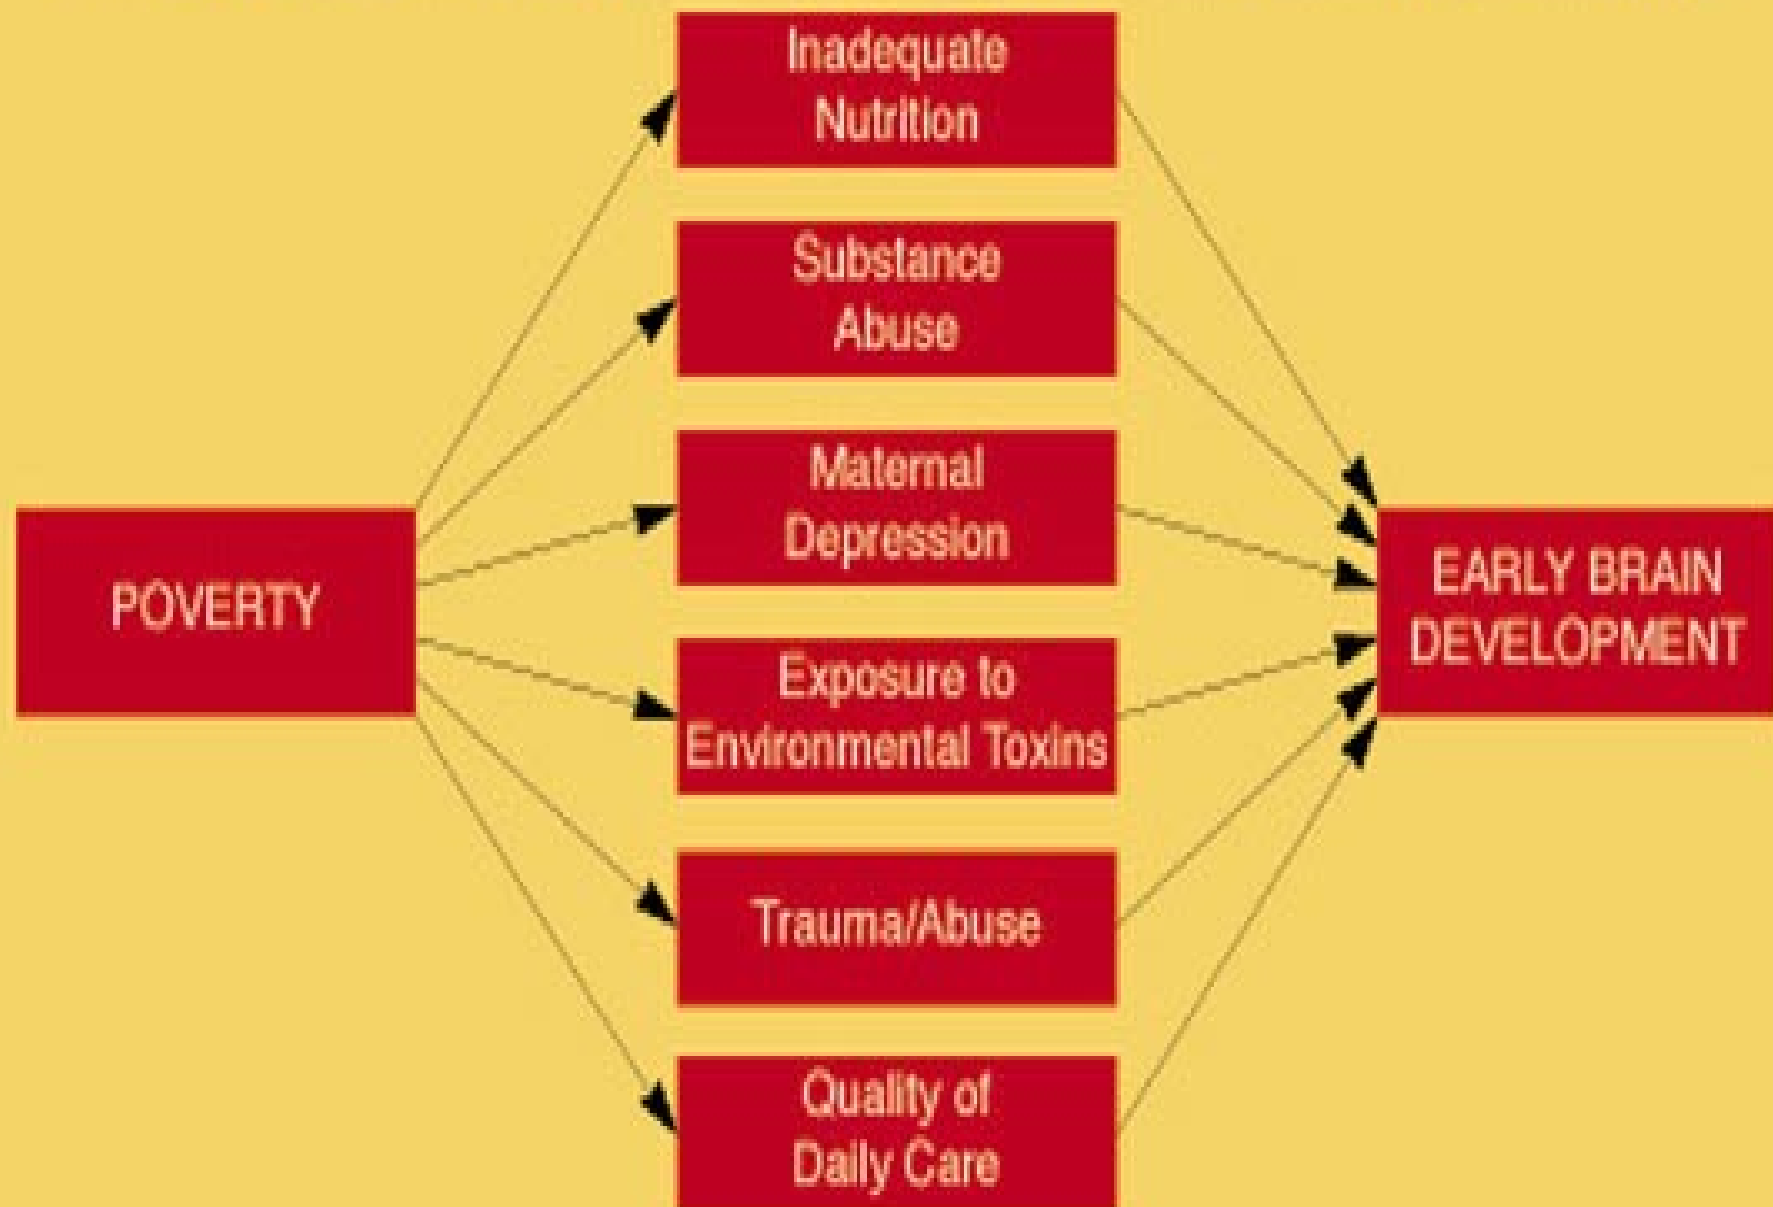 Inadequate
Nutrition
Substance
Abuse
Maternal
Depression
POVERTY
EARLY BRAIN
DEVELOPMENT
Exposure to
Environmental Toxins
Trauma/Abuse
Quality of
Daily Care